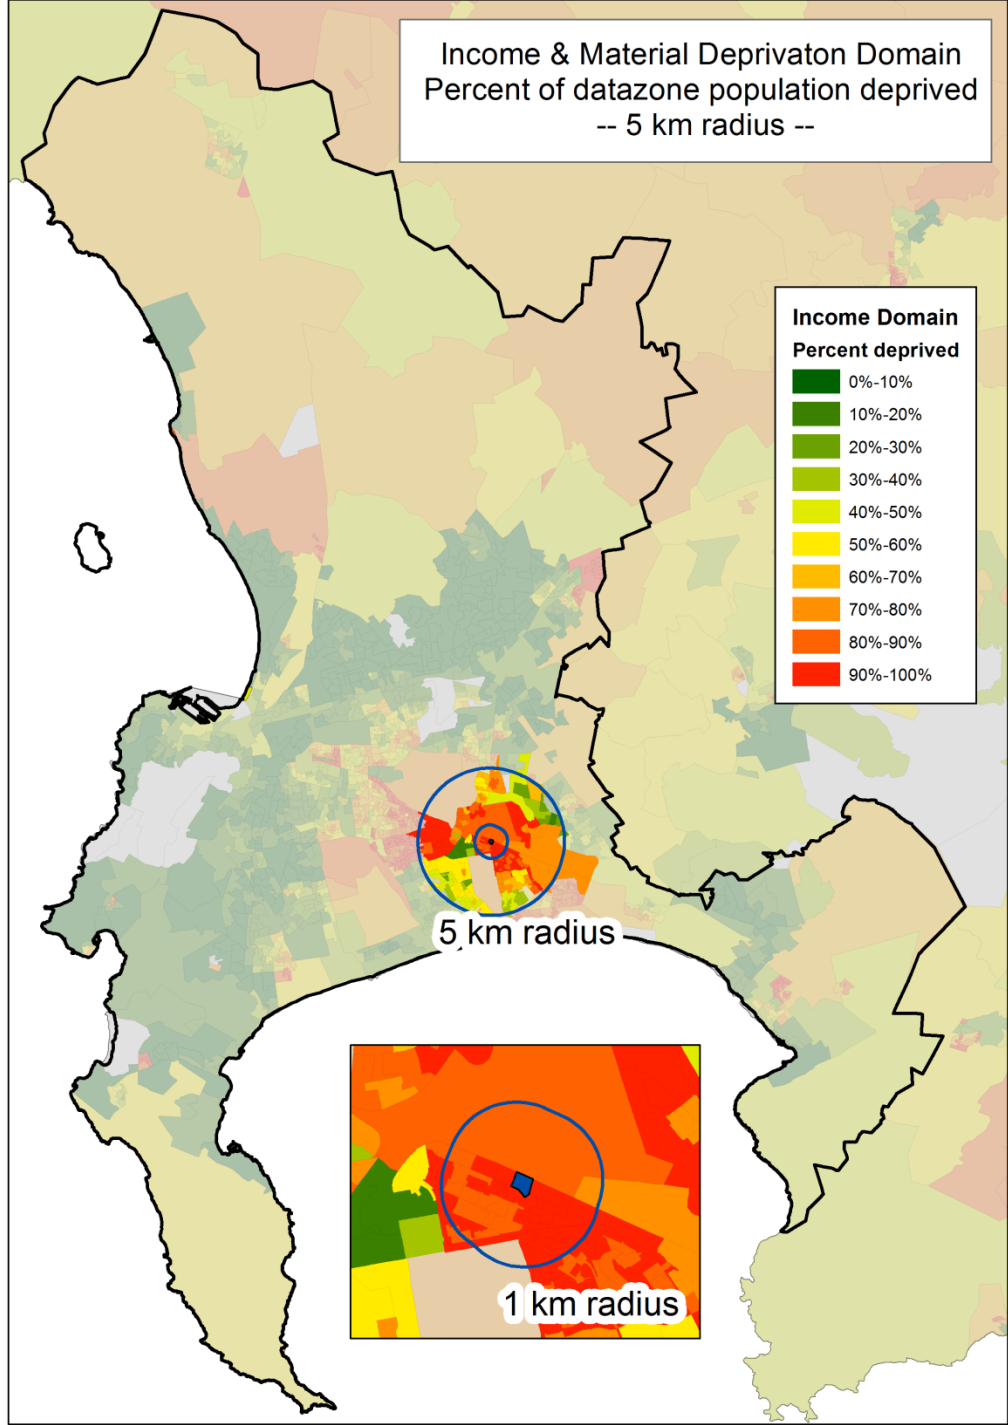 Income & Material Deprivaton Domain
Percent of datazone population deprived
-- 5 km radius --
Income Domain
Percent deprived
0%-10%
10%-20%
20%-30%
30%-40%
40%-50%
50%-60%
60%-70%
70%-80%
80%-90%
90%-100%
5 km radius
1 km radius